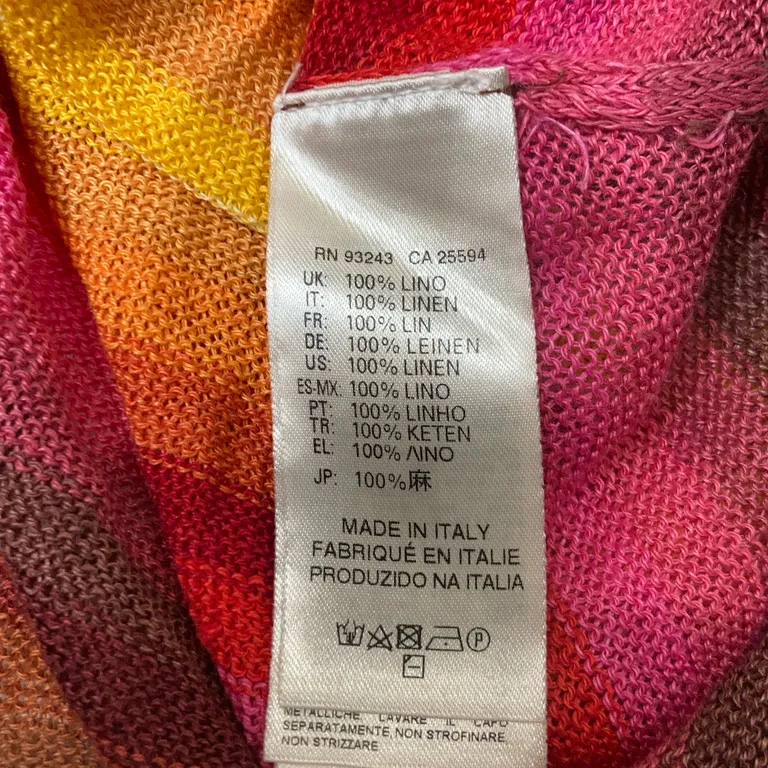 RN 93243 CA 25594
UK: 100% LINO
IT: 100% LINEN
FR: 100% LIN
DE: 100% LEINEN
US: 100% LINEN
ES-MX: 100% LINO
PT: 100% LINHO
TR: 100% KETEN
EL: 100% ΛΙΝΟ
JP: 100%麻
MADE IN ITALY
FABRIQUÉ EN ITALIE
PRODUZIDO NA ITALIA
P
METALLICHE. LAVARE IL CAPO
SEPARATAMENTE, NON STROFINARE,
NON STRIZZARE